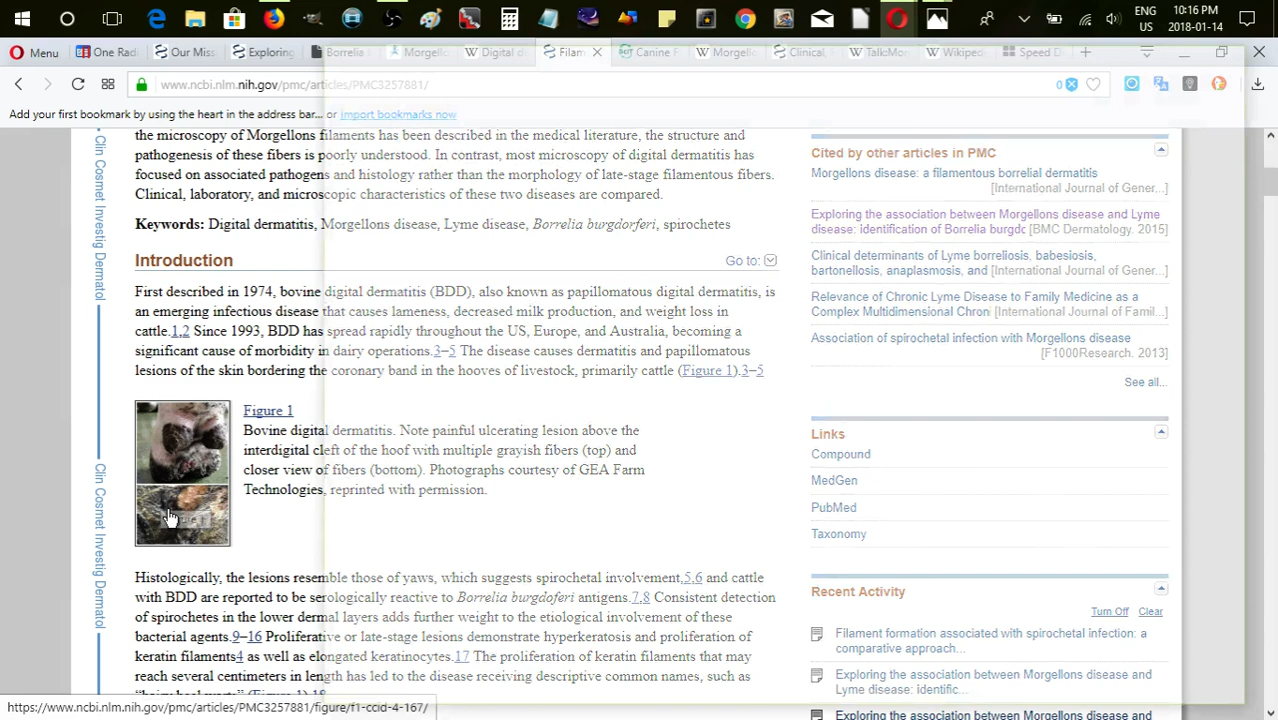 ENG
US
10:16 PM
2018-01-14
Menu
One Radi
Our Miss
Exploring
Borrelia
Morgello
Digital d
Filam
Canine F
Morgello
Clinical,
TalkMo
Wikiped
Speed D
www.ncbi.nlm.nih.gov/pmc/articles/PMC3257881/
0
Add your first bookmark by using the heart in the address bar... or import bookmarks now
Clin Cosmet Investig Dermatol
Clin Cosmet Investig Dermatol
the microscopy of Morgellons filaments has been described in the medical literature, the structure and
pathogenesis of these fibers is poorly understood. In contrast, most microscopy of digital dermatitis has
focused on associated pathogens and histology rather than the morphology of late-stage filamentous fibers.
Clinical, laboratory, and microscopic characteristics of these two diseases are compared.
Keywords: Digital dermatitis, Morgellons disease, Lyme disease, Borrelia burgdorferi, spirochetes
Introduction
Go to:
First described in 1974, bovine digital dermatitis (BDD), also known as papillomatous digital dermatitis, is
an emerging infectious disease that causes lameness, decreased milk production, and weight loss in
cattle.1,2 Since 1993, BDD has spread rapidly throughout the US, Europe, and Australia, becoming a
significant cause of morbidity in dairy operations.3–5 The disease causes dermatitis and papillomatous
lesions of the skin bordering the coronary band in the hooves of livestock, primarily cattle (Figure 1).3–5
Figure 1
Bovine digital dermatitis. Note painful ulcerating lesion above the
interdigital cleft of the hoof with multiple grayish fibers (top) and
closer view of fibers (bottom). Photographs courtesy of GEA Farm
Technologies, reprinted with permission.
Histologically, the lesions resemble those of yaws, which suggests spirochetal involvement,5,6 and cattle
with BDD are reported to be serologically reactive to Borrelia burgdoferi antigens.7,8 Consistent detection
of spirochetes in the lower dermal layers adds further weight to the etiological involvement of these
bacterial agents.9–16 Proliferative or late-stage lesions demonstrate hyperkeratosis and proliferation of
keratin filaments4 as well as elongated keratinocytes.17 The proliferation of keratin filaments that may
reach several centimeters in length has led to the disease receiving descriptive common names, such as
“hairy heel warts” (Figure 1).18
Cited by other articles in PMC
Morgellons disease: a filamentous borrelial dermatitis
[International Journal of Gener...]
Exploring the association between Morgellons disease and Lyme
disease: identification of Borrelia burgdo [BMC Dermatology. 2015]
Clinical determinants of Lyme borreliosis, babesiosis,
bartonellosis, anaplasmosis, and [International Journal of Gener...]
Relevance of Chronic Lyme Disease to Family Medicine as a
Complex Multidimensional Chroni [International Journal of Famil...]
Association of spirochetal infection with Morgellons disease
[F1000Research. 2013]
See all...
Links
Compound
MedGen
PubMed
Taxonomy
Recent Activity
Turn Off Clear
Filament formation associated with spirochetal infection: a
comparative approach...
Exploring the association between Morgellons disease and
Lyme disease: identific...
Exploring the association between Morgellons disease and
https://www.ncbi.nlm.nih.gov/pmc/articles/PMC3257881/figure/f1-ccid-4-167/